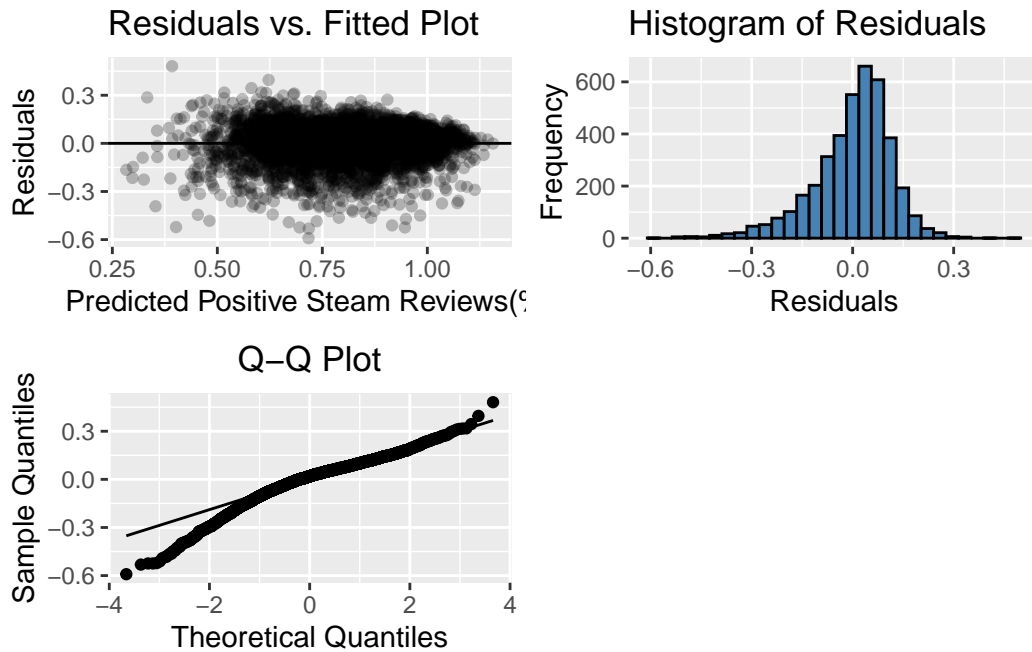 Residuals vs. Fitted Plot
Residuals
0.3
0.0
−0.3
−0.6
0.25 0.50 0.75 1.00
Predicted Positive Steam Reviews(%
Histogram of Residuals
Frequency
600
400
200
0
−0.6 −0.3 0.0 0.3
Residuals
Q−Q Plot
Sample Quantiles
0.3
0.0
−0.3
−0.6
−4 −2 0 2 4
Theoretical Quantiles